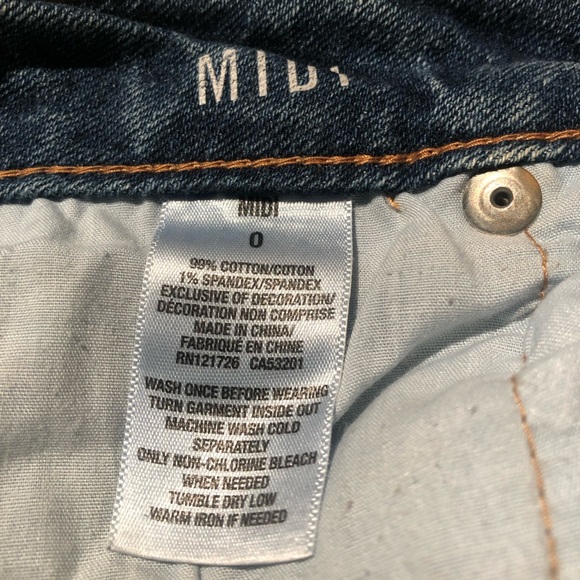 MIDI
MIDI
0
99% COTTON/COTON
1% SPANDEX/SPANDEX
EXCLUSIVE OF DECORATION/
DÉCORATION NON COMPRISE
MADE IN CHINA/
FABRIQUÉ EN CHINE
RN121726 CA53201
WASH ONCE BEFORE WEARING
TURN GARMENT INSIDE OUT
MACHINE WASH COLD
SEPARATELY
ONLY NON-CHLORINE BLEACH
WHEN NEEDED
TUMBLE DRY LOW
WARM IRON IF NEEDED